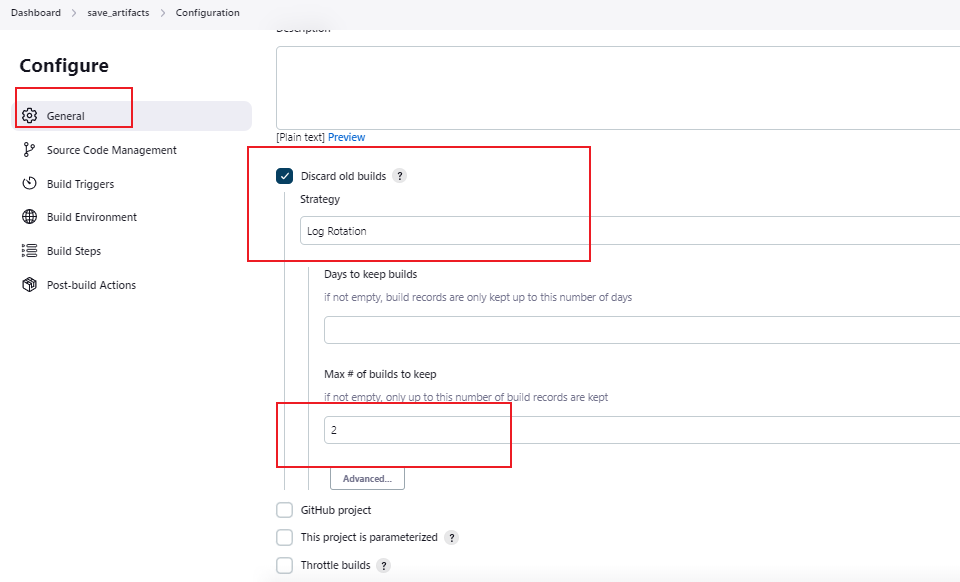 Dashboard > save_artifacts > Configuration
Configure
General
Source Code Management
Build Triggers
Build Environment
Build Steps
Post-build Actions
Description
[Plain text] Preview
Discard old builds ?
Strategy
Log Rotation
Days to keep builds
if not empty, build records are only kept up to this number of days
Max # of builds to keep
if not empty, only up to this number of build records are kept
2
Advanced...
GitHub project
This project is parameterized ?
Throttle builds ?